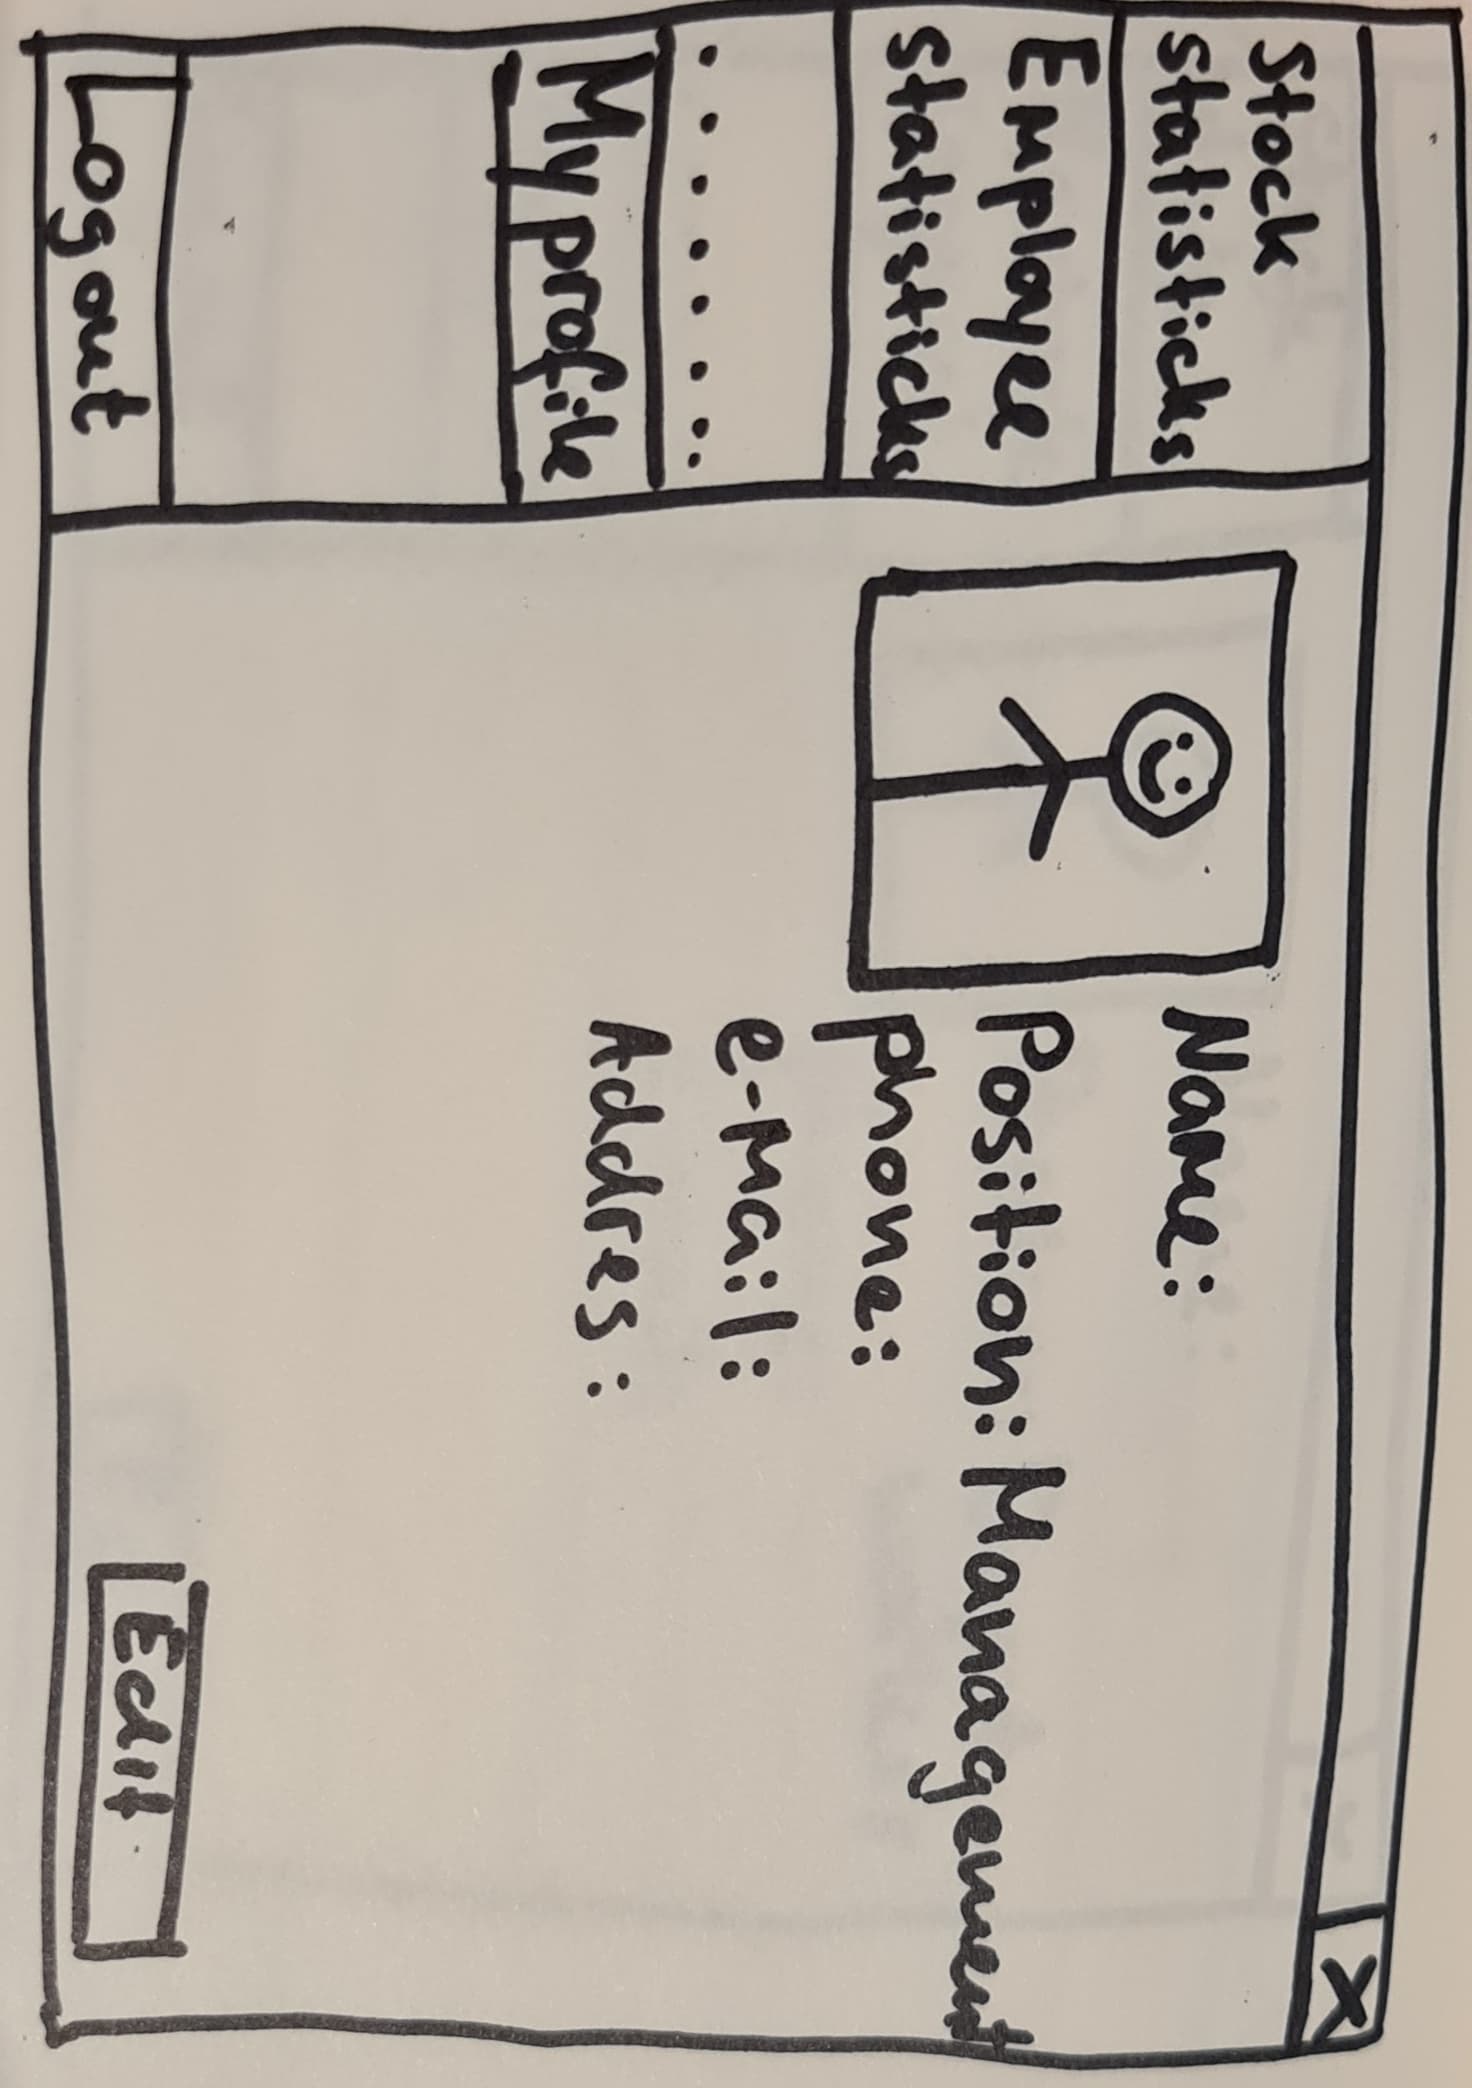 X
Stock
statisticks
Employee
statisticks
........
My profile
Logout
Name:
Position: Management
phone:
e-Mail:
Addres:
Edit